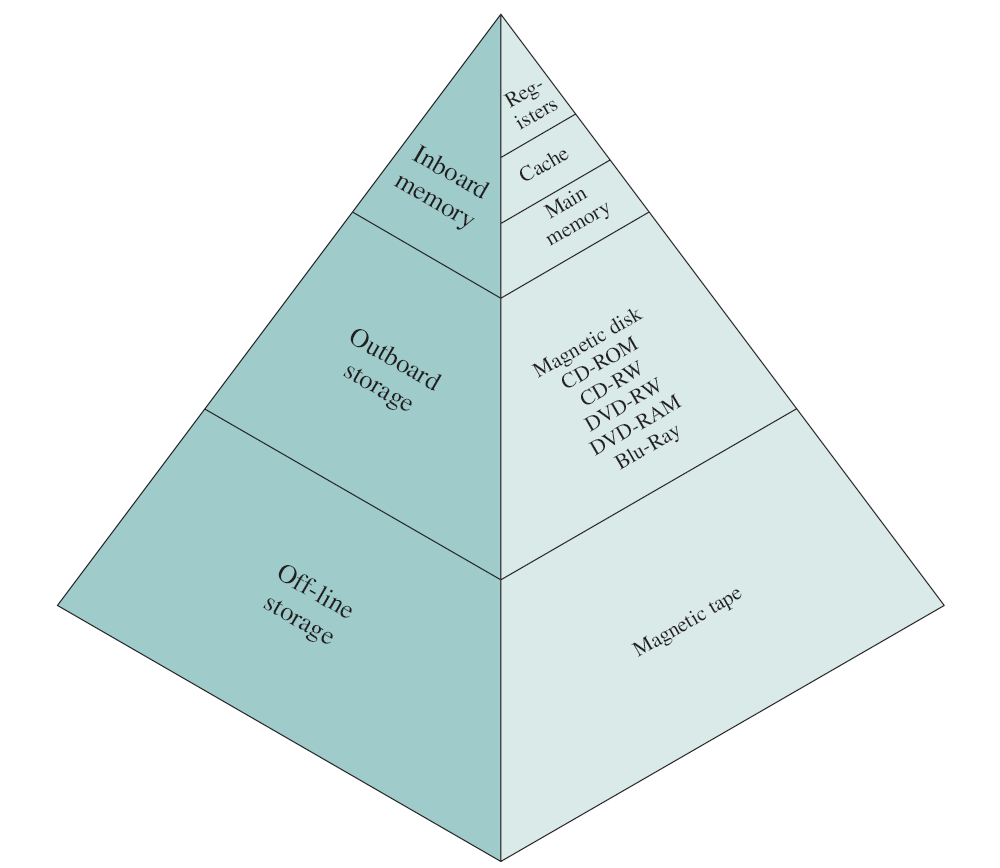 Reg-
isters
Cache
Main
memory
Inboard
memory
Magnetic disk
CD-ROM
CD-RW
DVD-RW
DVD-RAM
Blu-Ray
Outboard
storage
Magnetic tape
Off-line
storage